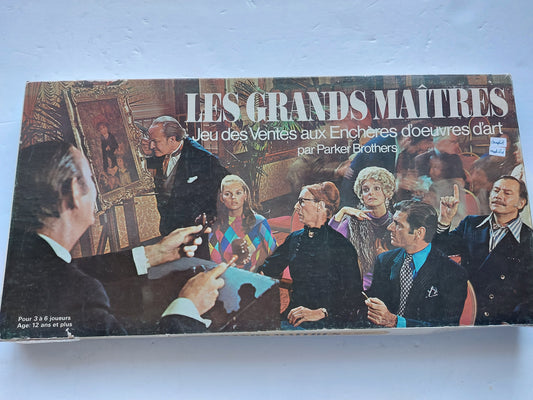 LES GRANDS MAÎTRES
Jeu des Ventes aux Enchères d'oeuvres d'art
par Parker Brothers
Pour 3 à 6 joueurs
Age: 12 ans et plus